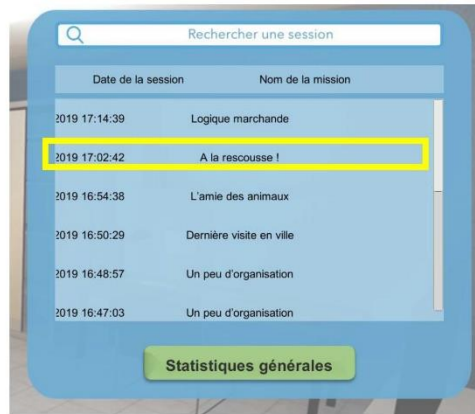 Rechercher une session
Date de la session Nom de la mission
2019 17:14:39 Logique marchande
2019 17:02:42 A la rescousse !
2019 16:54:38 L'amie des animaux
2019 16:50:29 Dernière visite en ville
2019 16:48:57 Un peu d'organisation
2019 16:47:03 Un peu d'organisation
Statistiques générales